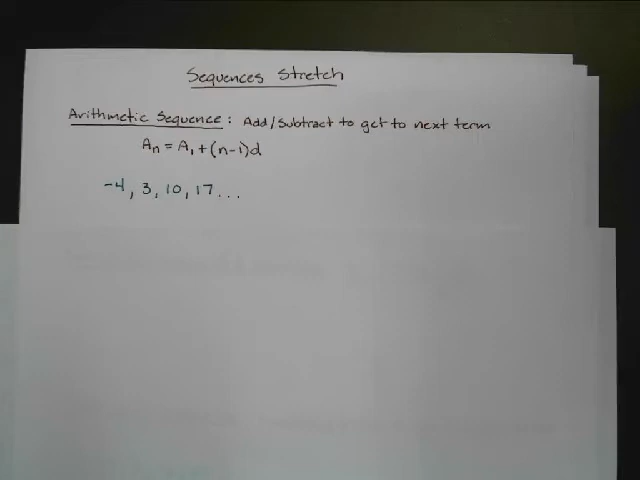 Sequences Stretch
Arithmetic Sequence: Add/Subtract to get to next term
Aₙ = A₁ + (n-1)d
-4, 3, 10, 17...